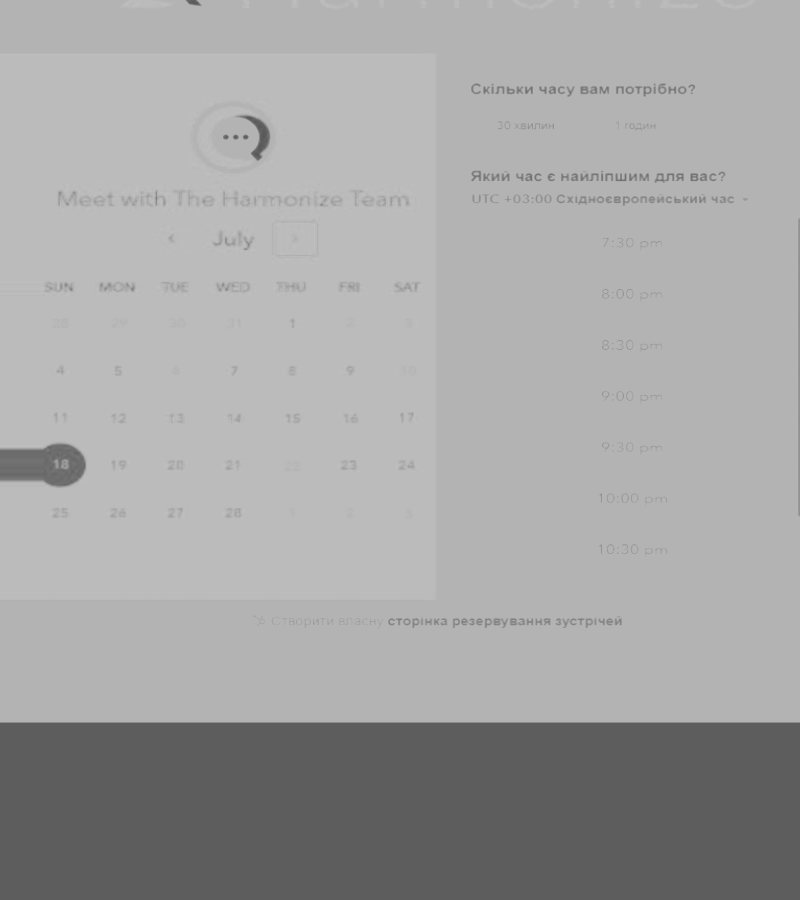 Harmonize
Meet with The Harmonize Team
July
SUN MON TUE WED THU FRI SAT
28 29 30 31 1
4 5 7 8 9 10
11 12 13 14 15 16 17
18 19 20 21 22 23 24
25 26 27 28 1 2
Скільки часу вам потрібно?
30 хвилин 1 годин
Який час є найліпшим для вас?
UTC +03:00 Східноєвропейський час
7:30 pm
8:00 pm
8:30 pm
9:00 pm
9:30 pm
10:00 pm
10:30 pm
Створити власну сторінка резервування зустрічей